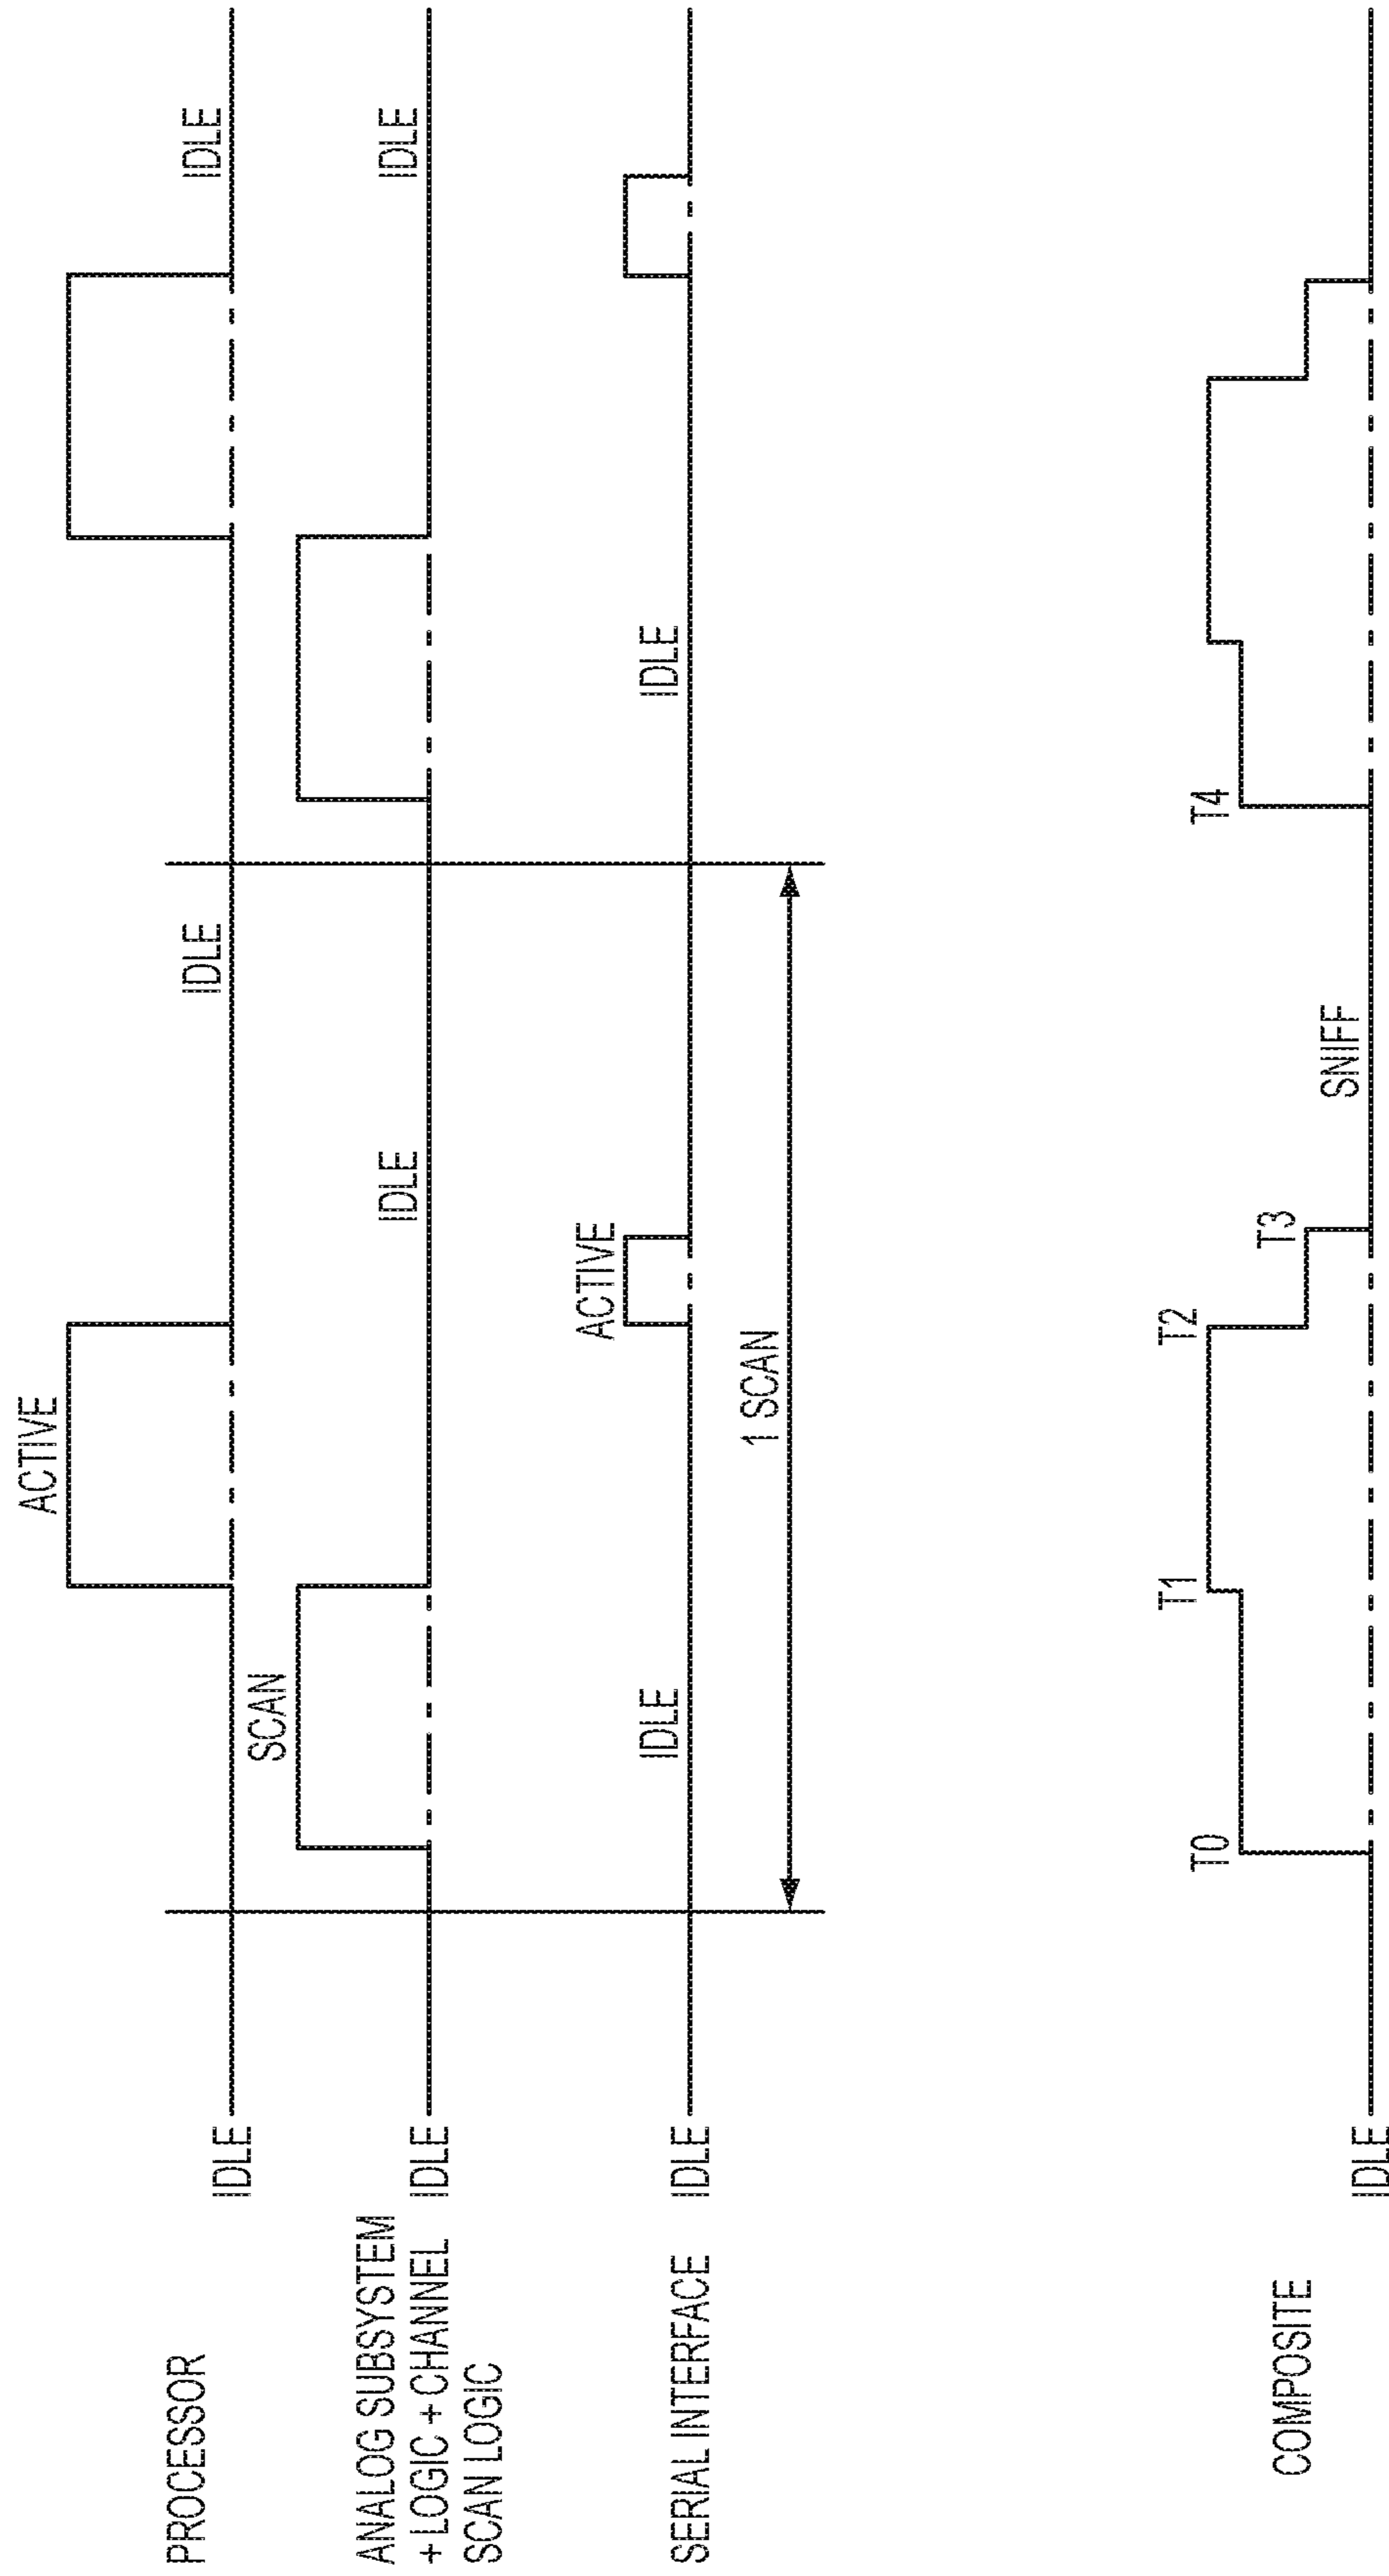 PROCESSOR
IDLE
ACTIVE
IDLE
IDLE
ANALOG SUBSYSTEM
+ LOGIC + CHANNEL
SCAN LOGIC
IDLE
SCAN
IDLE
IDLE
SERIAL INTERFACE
IDLE
IDLE
ACTIVE
IDLE
1 SCAN
COMPOSITE
IDLE
T0
T1
T2
T3
SNIFF
T4